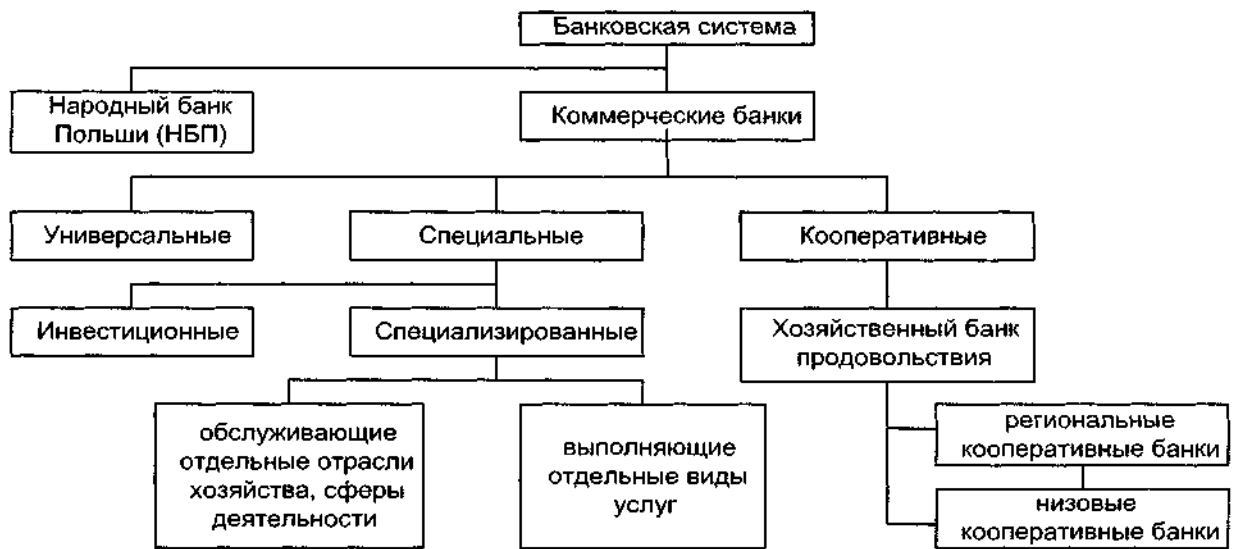 Банковская система
Народный банк
Польши (НБП)
Коммерческие банки
Универсальные
Специальные
Кооперативные
Инвестиционные
Специализированные
Хозяйственный банк
продовольствия
обслуживающие
отдельные отрасли
хозяйства, сферы
деятельности
выполняющие
отдельные виды
услуг
региональные
кооперативные банки
низовые
кооперативные банки